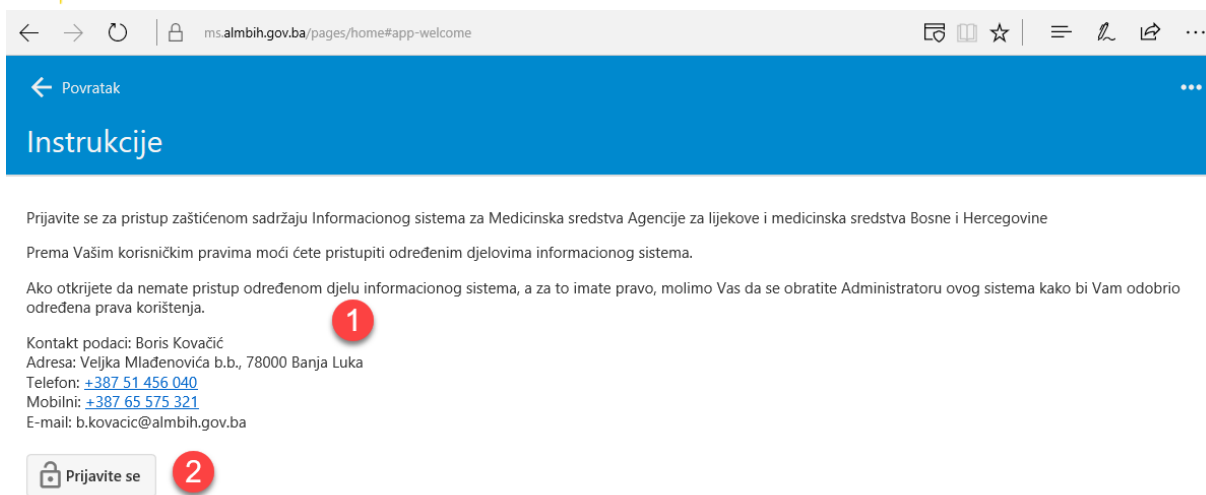 ms.almbih.gov.ba/pages/home#app-welcome
Povratak
Instrukcije
Prijavite se za pristup zaštićenom sadržaju Informacionog sistema za Medicinska sredstva Agencije za lijekove i medicinska sredstva Bosne i Hercegovine
Prema Vašim korisničkim pravima moći ćete pristupiti određenim djelovima informacionog sistema.
Ako otkrijete da nemate pristup određenom djelu informacionog sistema, a za to imate pravo, molimo Vas da se obratite Administratoru ovog sistema kako bi Vam odobrio
određena prava korištenja.
1
Kontakt podaci: Boris Kovačić
Adresa: Veljka Mlađenovića b.b., 78000 Banja Luka
Telefon: +387 51 456 040
Mobilni: +387 65 575 321
E-mail: b.kovacic@almbih.gov.ba
Prijavite se 2